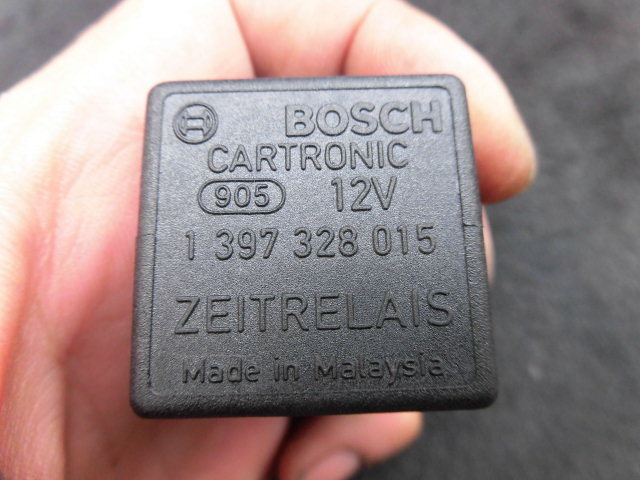 BOSCH
CARTRONIC
905 12V
1 397 328 015
ZEITRELAIS
Made in Malaysia